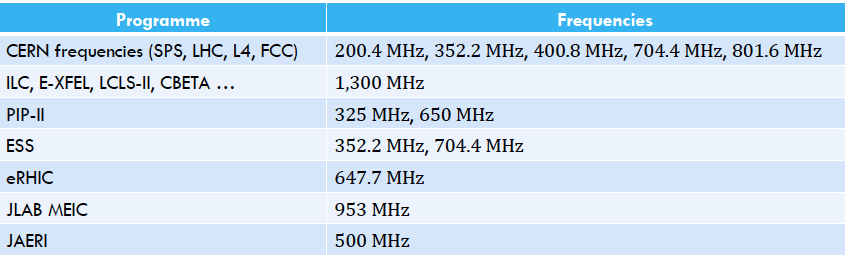 Programme Frequencies
CERN frequencies (SPS, LHC, L4, FCC) 200.4 MHz, 352.2 MHz, 400.8 MHz, 704.4 MHz, 801.6 MHz
ILC, E-XFEL, LCLS-II, CBETA … 1,300 MHz
PIP-II 325 MHz, 650 MHz
ESS 352.2 MHz, 704.4 MHz
eRHIC 647.7 MHz
JLAB MEIC 953 MHz
JAERI 500 MHz